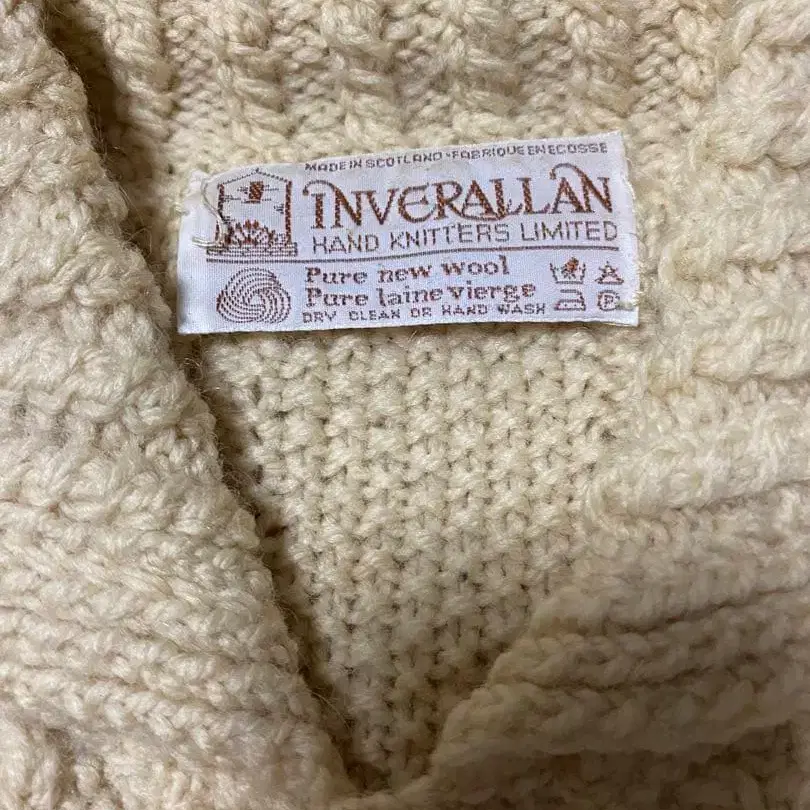 MADE IN SCOTLAND-FABRIQUE EN ECOSSE
INVERALLAN
HAND KNITTERS LIMITED
Pure new wool
Pure laine vierge
DRY CLEAN OR HAND WASH
P